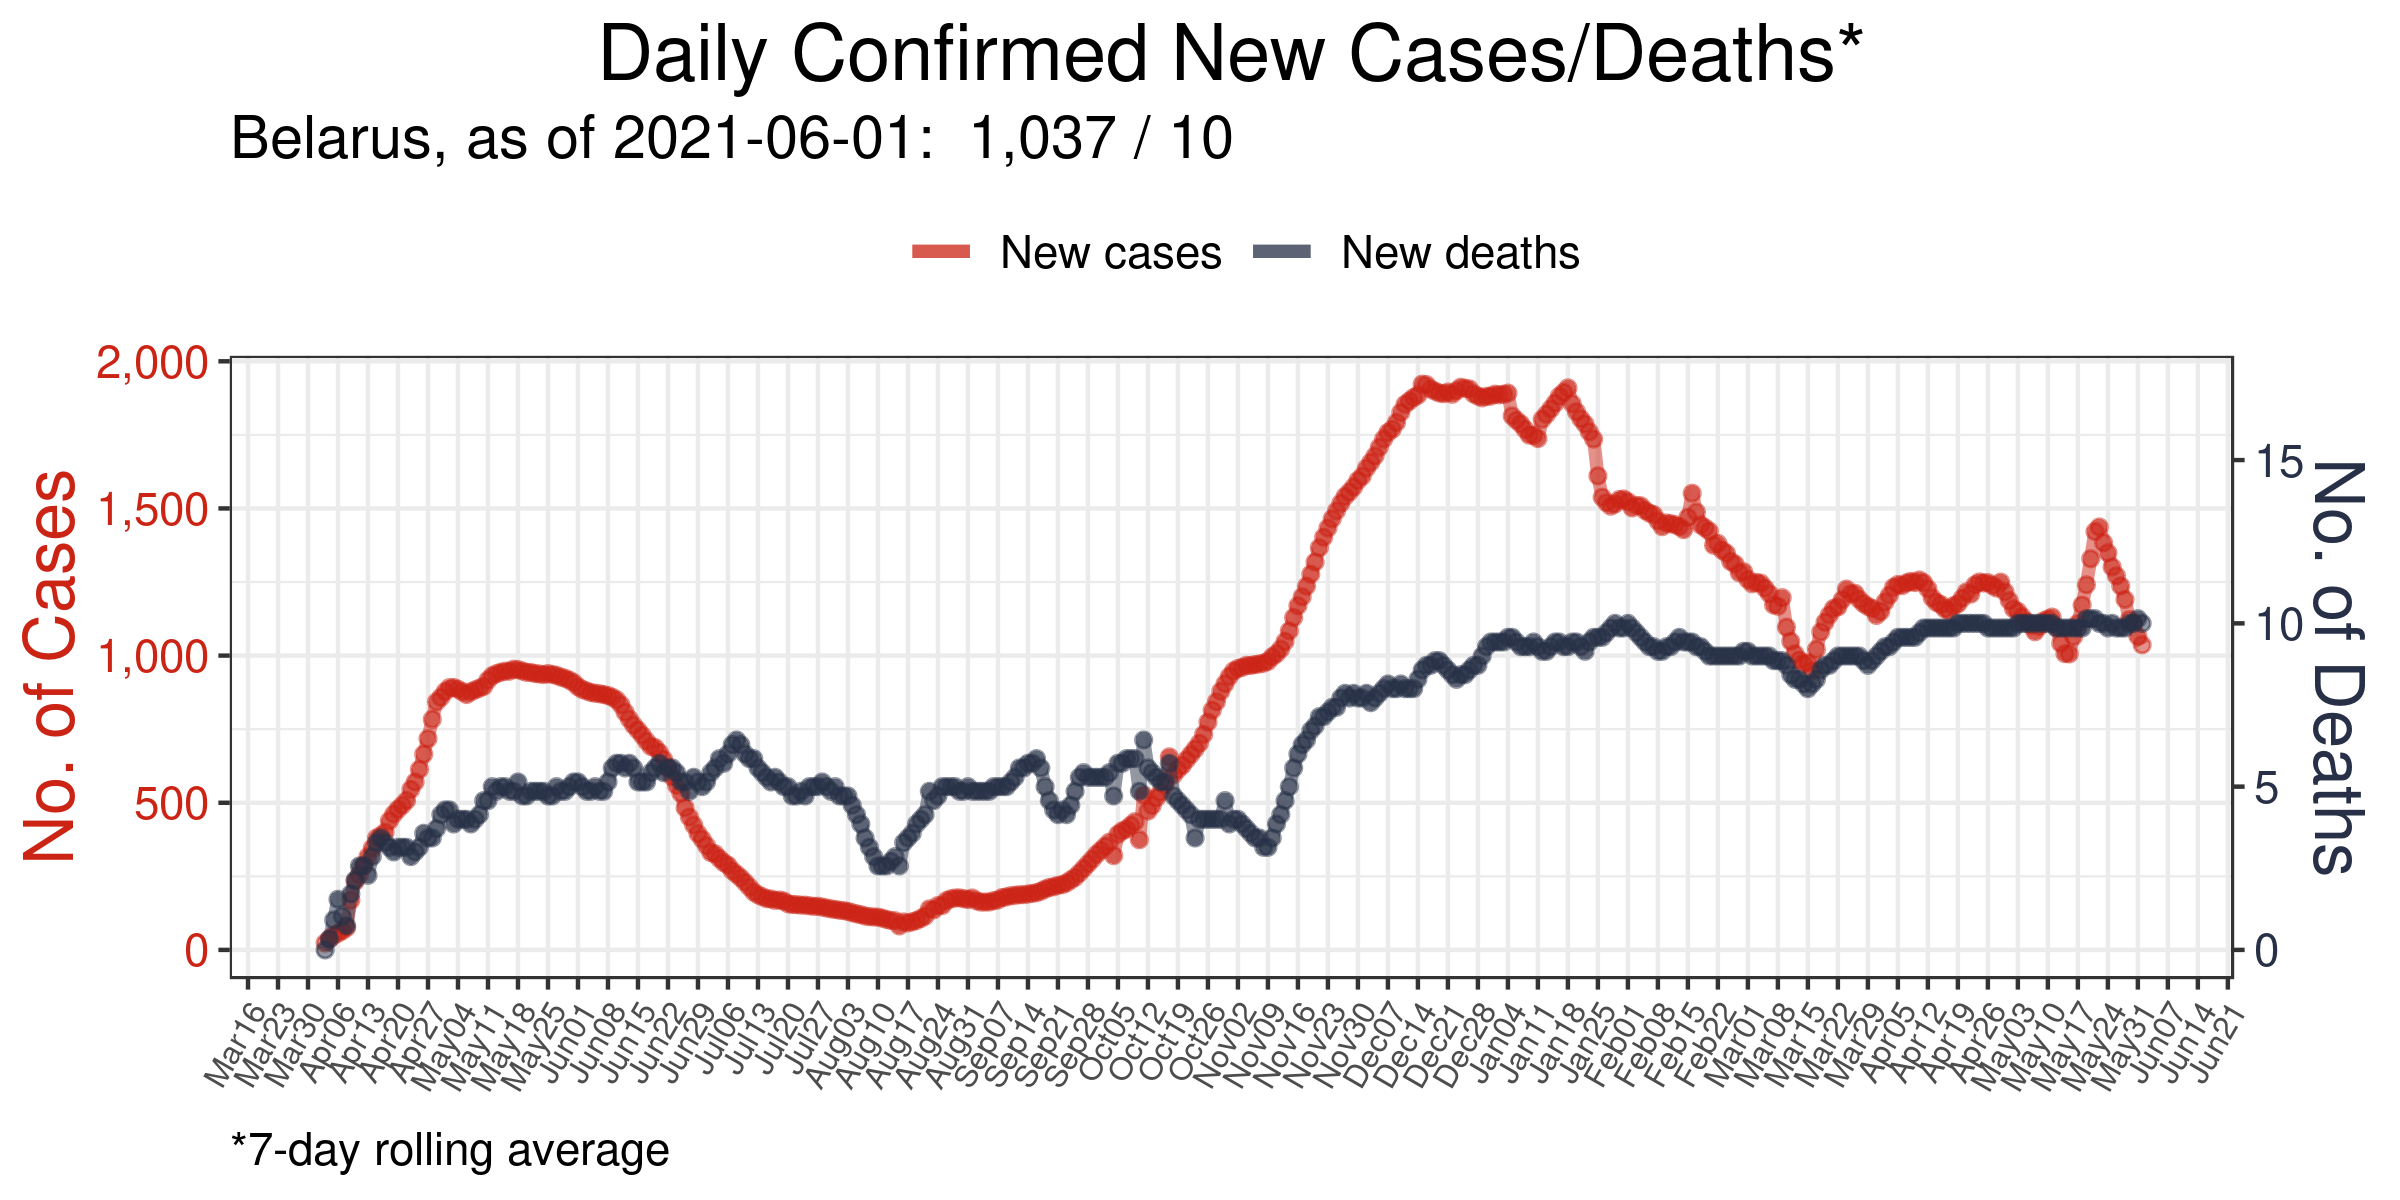 Daily Confirmed New Cases/Deaths*
Belarus, as of 2021-06-01:  1,037 / 10
New cases
New deaths
No. of Cases
2,000
1,500
1,000
500
0
15
10
5
0
No. of Deaths
Mar16
Mar23
Mar30
Apr06
Apr13
Apr20
Apr27
May04
May11
May18
May25
Jun01
Jun08
Jun15
Jun22
Jun29
Jul06
Jul13
Jul20
Jul27
Aug03
Aug10
Aug17
Aug24
Aug31
Sep07
Sep14
Sep21
Sep28
Oct05
Oct12
Oct19
Oct26
Nov02
Nov09
Nov16
Nov23
Nov30
Dec07
Dec14
Dec21
Dec28
Jan04
Jan11
Jan18
Jan25
Feb01
Feb08
Feb15
Feb22
Mar01
Mar08
Mar15
Mar22
Mar29
Apr05
Apr12
Apr19
Apr26
May03
May10
May17
May24
May31
Jun07
Jun14
Jun21
*7-day rolling average